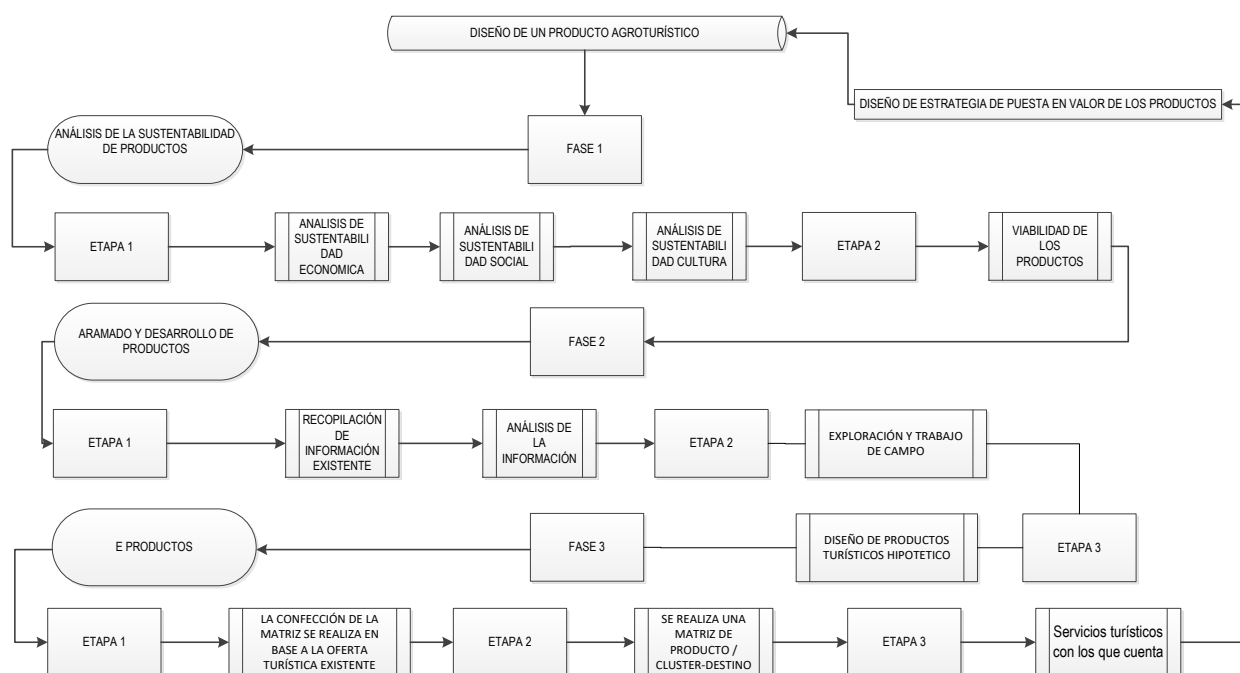 DISEÑO DE UN PRODUCTO AGROTURÍSTICO
DISEÑO DE ESTRATEGIA DE PUESTA EN VALOR DE LOS PRODUCTOS
ANÁLISIS DE LA SUSTENTABILIDAD
DE PRODUCTOS
FASE 1
ETAPA 1
ANALISIS DE
SUSTENTABILI
DAD
ECONOMICA
ANÁLISIS DE
SUSTENTABILI
DAD SOCIAL
ANÁLISIS DE
SUSTENTABILI
DAD CULTURA
ETAPA 2
VIABILIDAD DE
LOS
PRODUCTOS
ARAMADO Y DESARROLLO DE
PRODUCTOS
FASE 2
ETAPA 1
RECOPILACIÓN
DE
INFORMACIÓN
EXISTENTE
ANÁLISIS DE
LA
INFORMACIÓN
ETAPA 2
EXPLORACIÓN Y TRABAJO
DE CAMPO
E PRODUCTOS
FASE 3
DISEÑO DE PRODUCTOS
TURÍSTICOS HIPOTETICO
ETAPA 3
ETAPA 1
LA CONFECCIÓN DE LA
MATRIZ SE REALIZA EN
BASE A LA OFERTA
TURÍSTICA EXISTENTE
ETAPA 2
SE REALIZA UNA
MATRIZ DE
PRODUCTO /
CLUSTER-DESTINO
ETAPA 3
Servicios turísticos
con los que cuenta